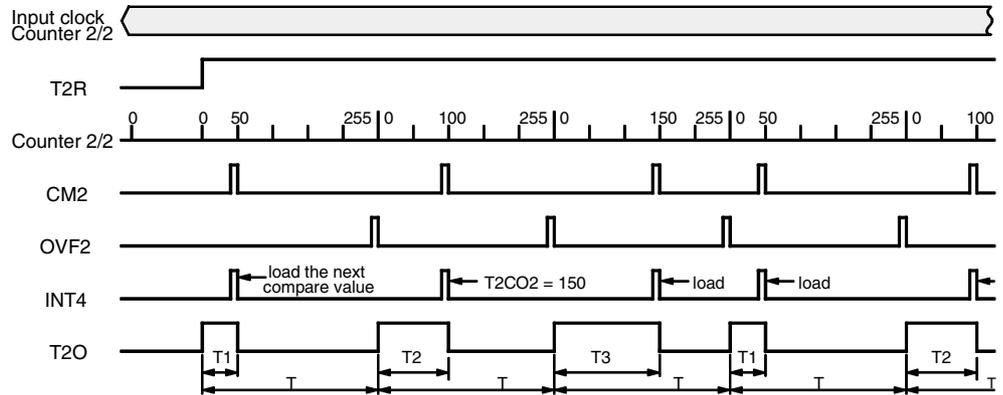 Input clock
Counter 2/2
T2R
0 0 50 255 0 100 255 0 150 255 0 50 255 0 100
Counter 2/2
CM2
OVF2
load the next
compare value
T2CO2 = 150
load
load
INT4
T2O
T1 T2 T3 T1 T2
T T T T T